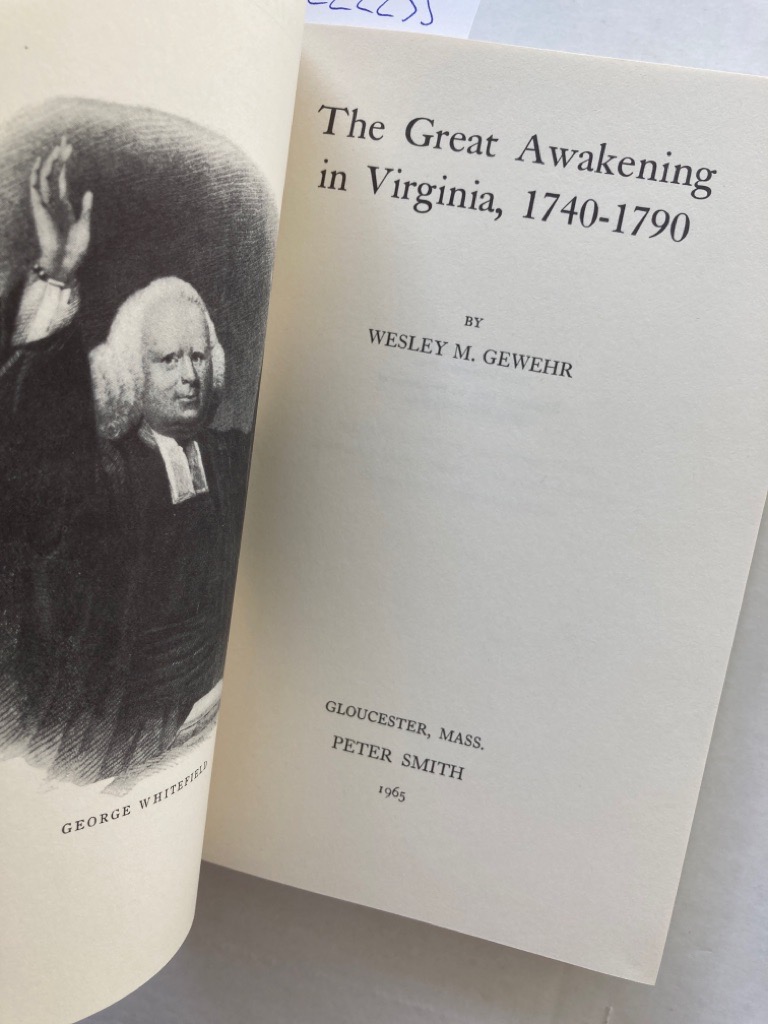 The Great Awakening
in Virginia, 1740-1790
BY
WESLEY M. GEWEHR
GLOUCESTER, MASS.
PETER SMITH
1965
GEORGE WHITEFIELD